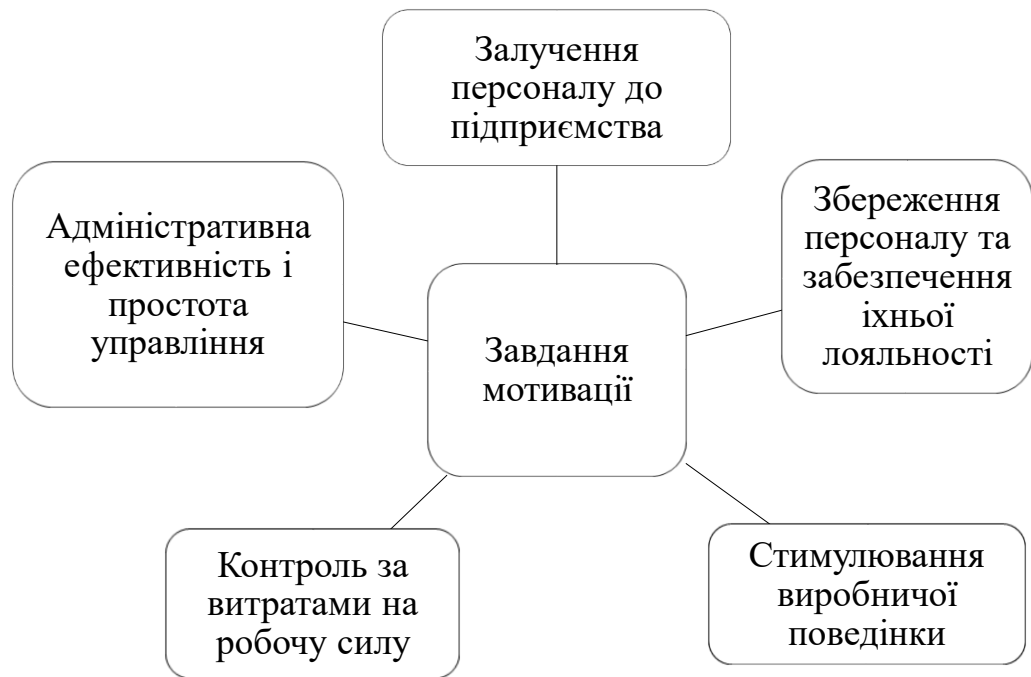 Залучення
персоналу до
підприємства
Адміністративна
ефективність і
простота
управління
Завдання
мотивації
Збереження
персоналу та
забезпечення
іхньої
лояльності
Контроль за
витратами на
робочу силу
Стимулювання
виробничої
поведінки